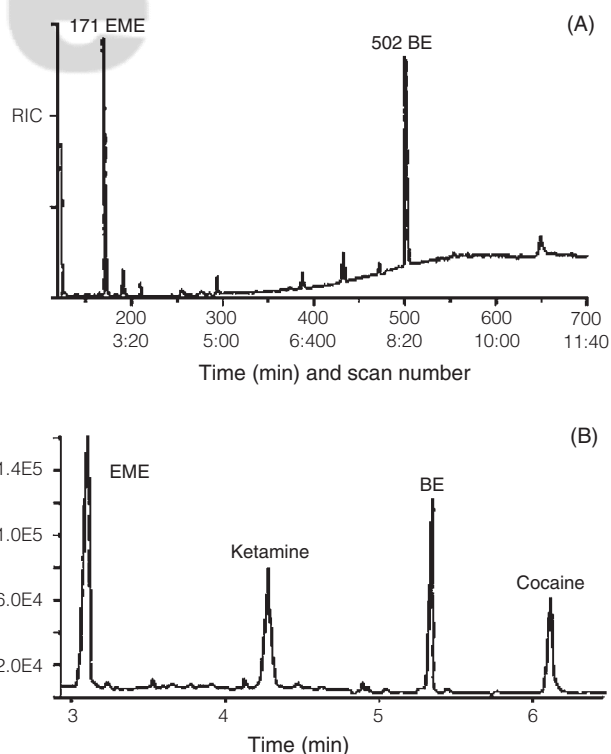 (A)
171 EME
502 BE
RIC
200 300 400 500 600 700
3:20 5:00 6:400 8:20 10:00 11:40
Time (min) and scan number
(B)
1.4E5
EME
BE
1.0E5
Ketamine
6.0E4
Cocaine
2.0E4
3 4 5 6
Time (min)